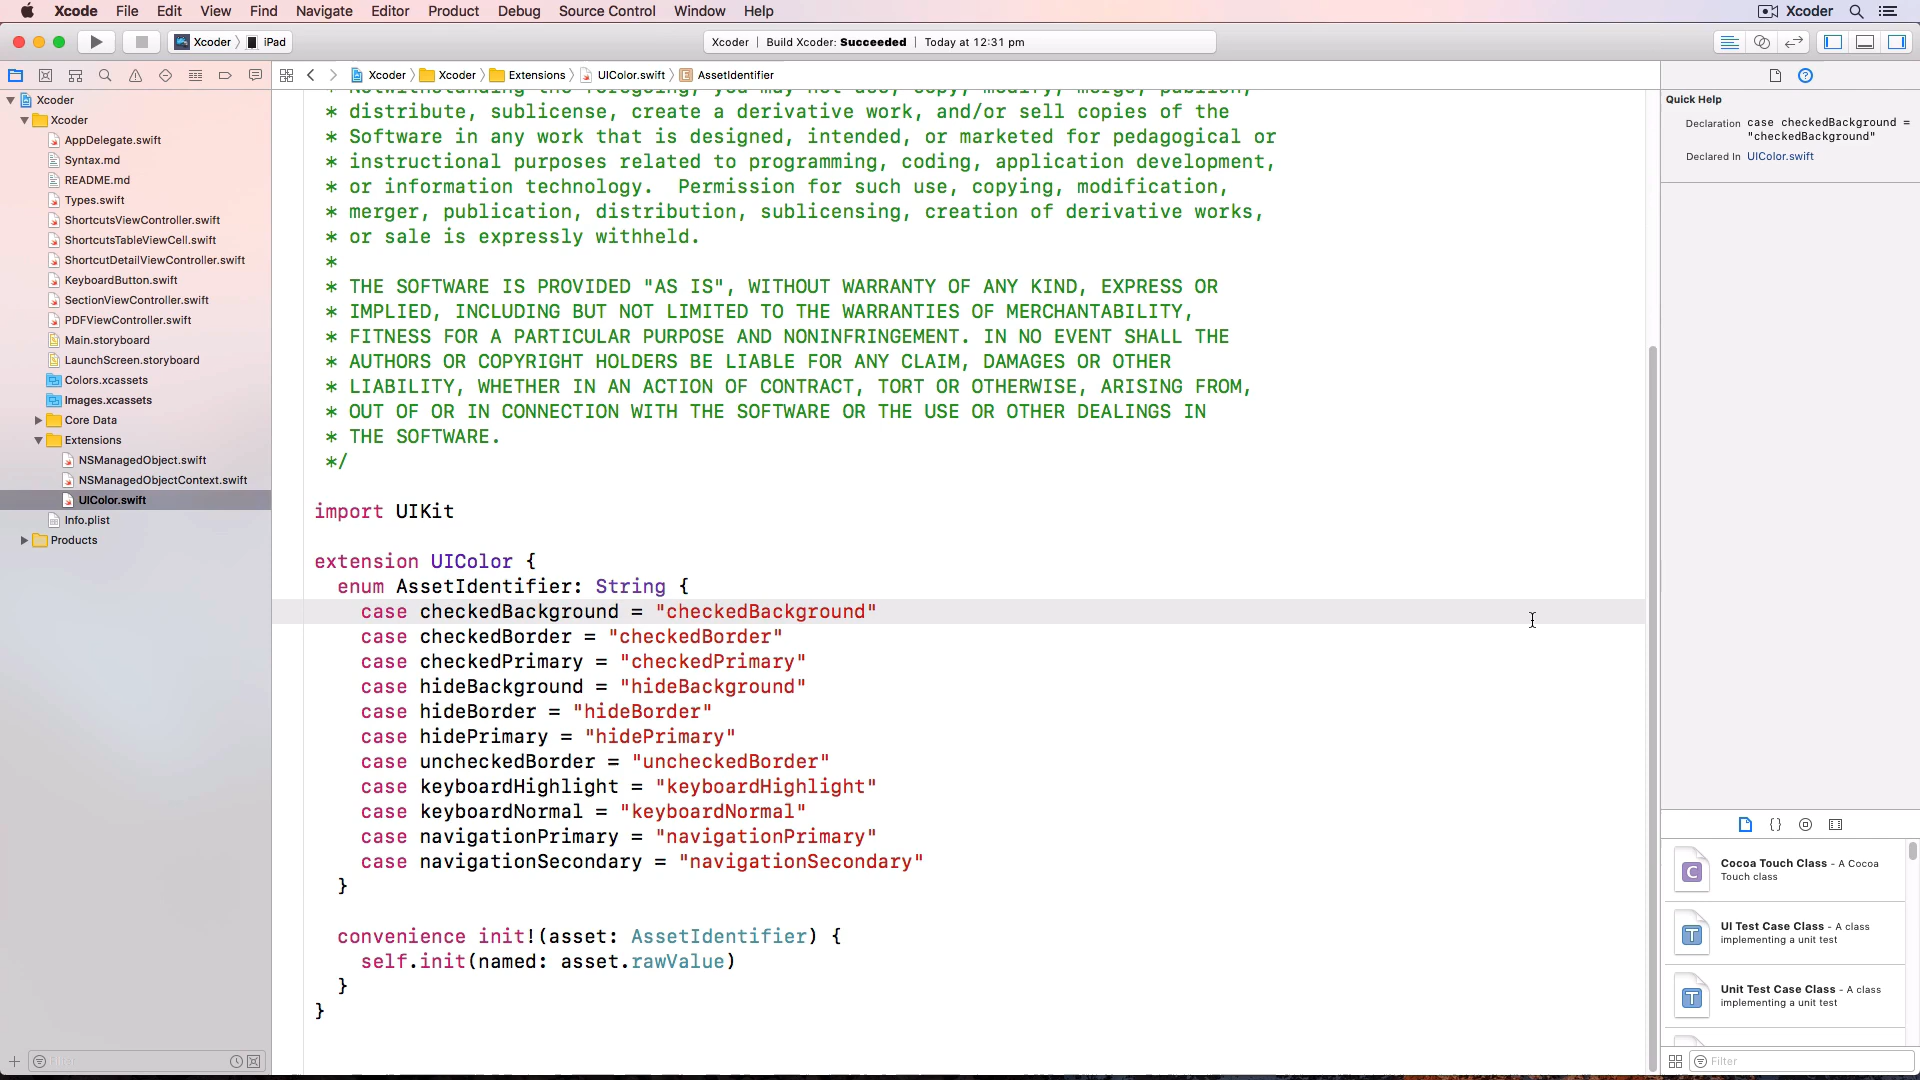 Xcode File Edit View Find Navigate Editor Product Debug Source Control Window Help Xcoder
Xcoder iPad
Xcoder | Build Xcoder: Succeeded | Today at 12:31 pm
Xcoder Xcoder Extensions UIColor.swift AssetIdentifier
Xcoder
Xcoder
AppDelegate.swift
Syntax.md
README.md
Types.swift
ShortcutsViewController.swift
ShortcutsTableViewCell.swift
ShortcutDetailViewController.swift
KeyboardButton.swift
SectionViewController.swift
PDFViewController.swift
Main.storyboard
LaunchScreen.storyboard
Colors.xcassets
Images.xcassets
Core Data
Extensions
NSManagedObject.swift
NSManagedObjectContext.swift
UIColor.swift
Info.plist
Products
* Notwithstanding the foregoing, you may not use, copy, modify, merge, publish,
* distribute, sublicense, create a derivative work, and/or sell copies of the
* Software in any work that is designed, intended, or marketed for pedagogical or
* instructional purposes related to programming, coding, application development,
* or information technology.  Permission for such use, copying, modification,
* merger, publication, distribution, sublicensing, creation of derivative works,
* or sale is expressly withheld.
*
* THE SOFTWARE IS PROVIDED "AS IS", WITHOUT WARRANTY OF ANY KIND, EXPRESS OR
* IMPLIED, INCLUDING BUT NOT LIMITED TO THE WARRANTIES OF MERCHANTABILITY,
* FITNESS FOR A PARTICULAR PURPOSE AND NONINFRINGEMENT. IN NO EVENT SHALL THE
* AUTHORS OR COPYRIGHT HOLDERS BE LIABLE FOR ANY CLAIM, DAMAGES OR OTHER
* LIABILITY, WHETHER IN AN ACTION OF CONTRACT, TORT OR OTHERWISE, ARISING FROM,
* OUT OF OR IN CONNECTION WITH THE SOFTWARE OR THE USE OR OTHER DEALINGS IN
* THE SOFTWARE.
*/
import UIKit
extension UIColor {
enum AssetIdentifier: String {
case checkedBackground = "checkedBackground"
case checkedBorder = "checkedBorder"
case checkedPrimary = "checkedPrimary"
case hideBackground = "hideBackground"
case hideBorder = "hideBorder"
case hidePrimary = "hidePrimary"
case uncheckedBorder = "uncheckedBorder"
case keyboardHighlight = "keyboardHighlight"
case keyboardNormal = "keyboardNormal"
case navigationPrimary = "navigationPrimary"
case navigationSecondary = "navigationSecondary"
}
convenience init!(asset: AssetIdentifier) {
self.init(named: asset.rawValue)
}
}
Quick Help
Declaration case checkedBackground =
"checkedBackground"
Declared In UIColor.swift
{}
C
Cocoa Touch Class - A Cocoa
Touch class
T
UI Test Case Class - A class
implementing a unit test
T
Unit Test Case Class - A class
implementing a unit test
Filter